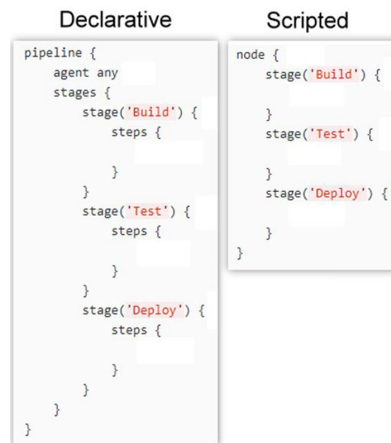 Declarative
pipeline {
    agent any
    stages {
        stage('Build') {
            steps {

            }
        }
        stage('Test') {
            steps {

            }
        }
        stage('Deploy') {
            steps {

            }
        }
    }
}
Scripted
node {
    stage('Build') {

    }
    stage('Test') {

    }
    stage('Deploy') {

    }
}